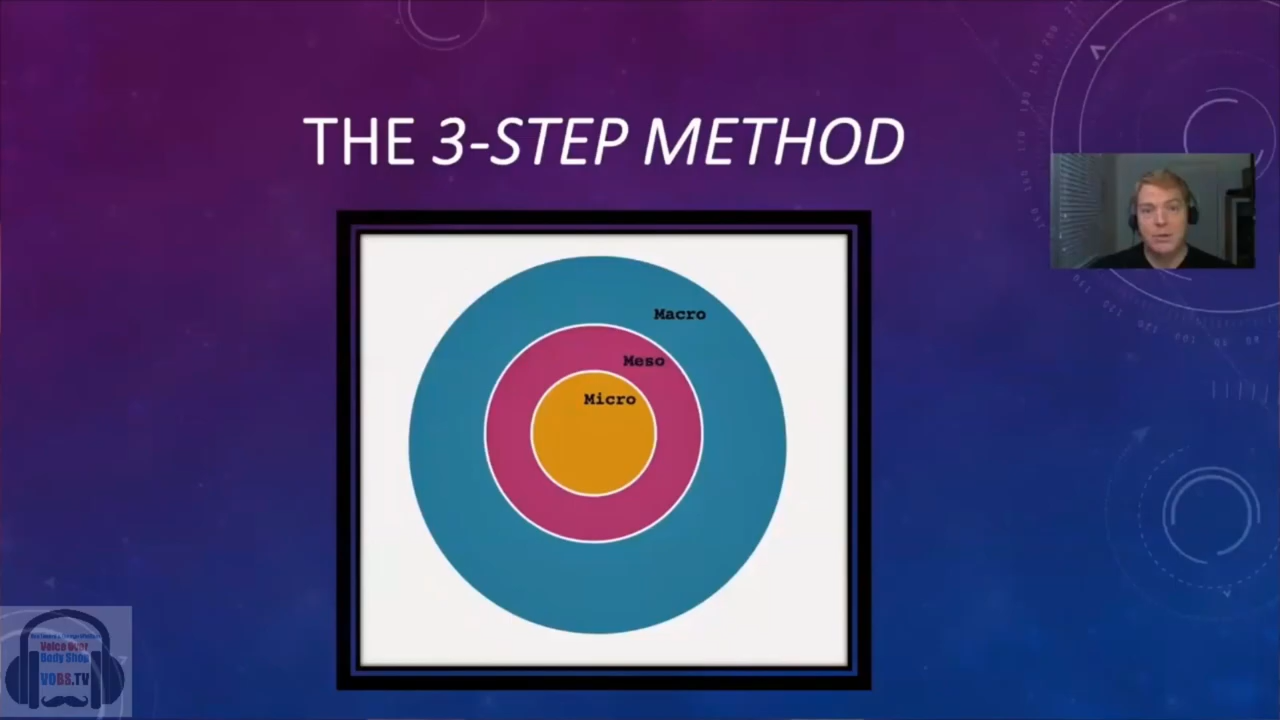 THE 3-STEP METHOD
Macro
Meso
Micro
Voice Over
Body Shop
VOBS.TV